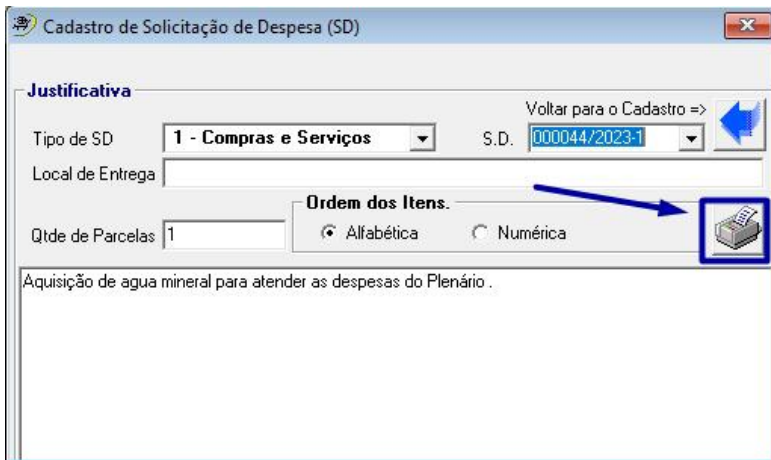 Cadastro de Solicitação de Despesa (SD)
Justificativa
Voltar para o Cadastro =>
Tipo de SD 1 - Compras e Serviços S.D. 000044/2023-1
Local de Entrega
Ordem dos Itens.
Qtde de Parcelas 1 Alfabética Numérica
Aquisição de agua mineral para atender as despesas do Plenário .